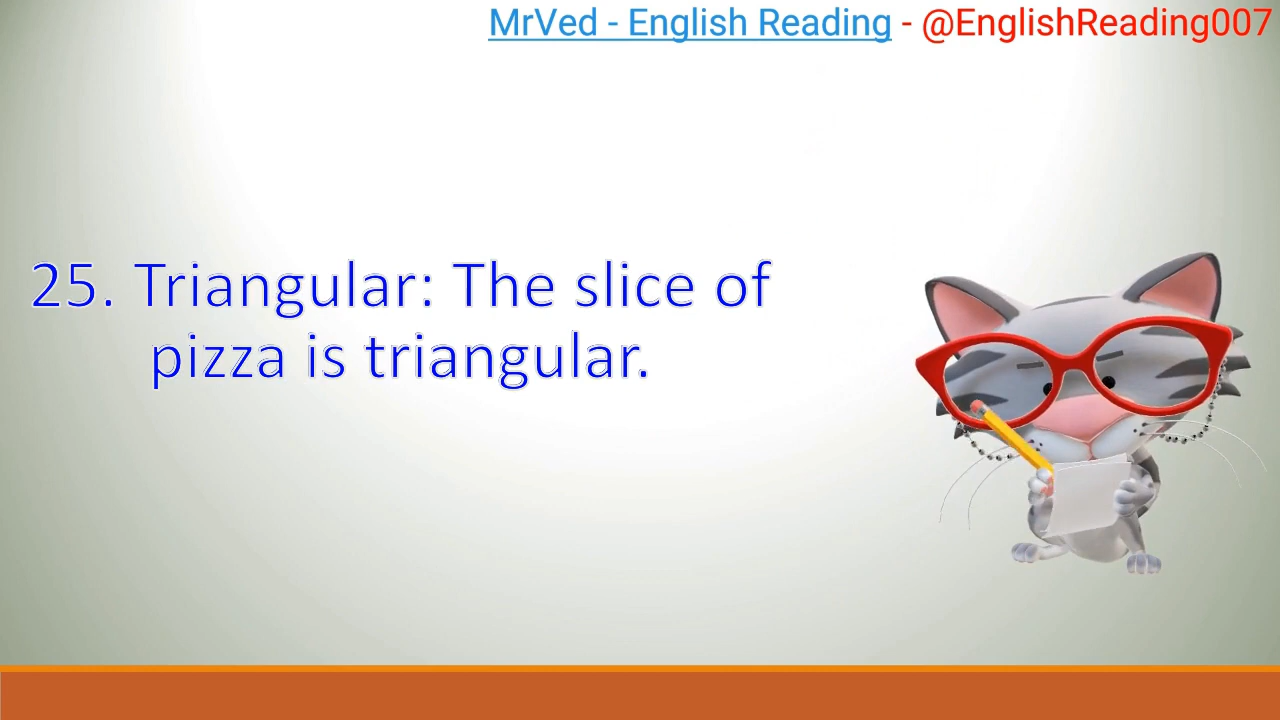 MrVed - English Reading - @EnglishReading007
25. Triangular: The slice of
pizza is triangular.